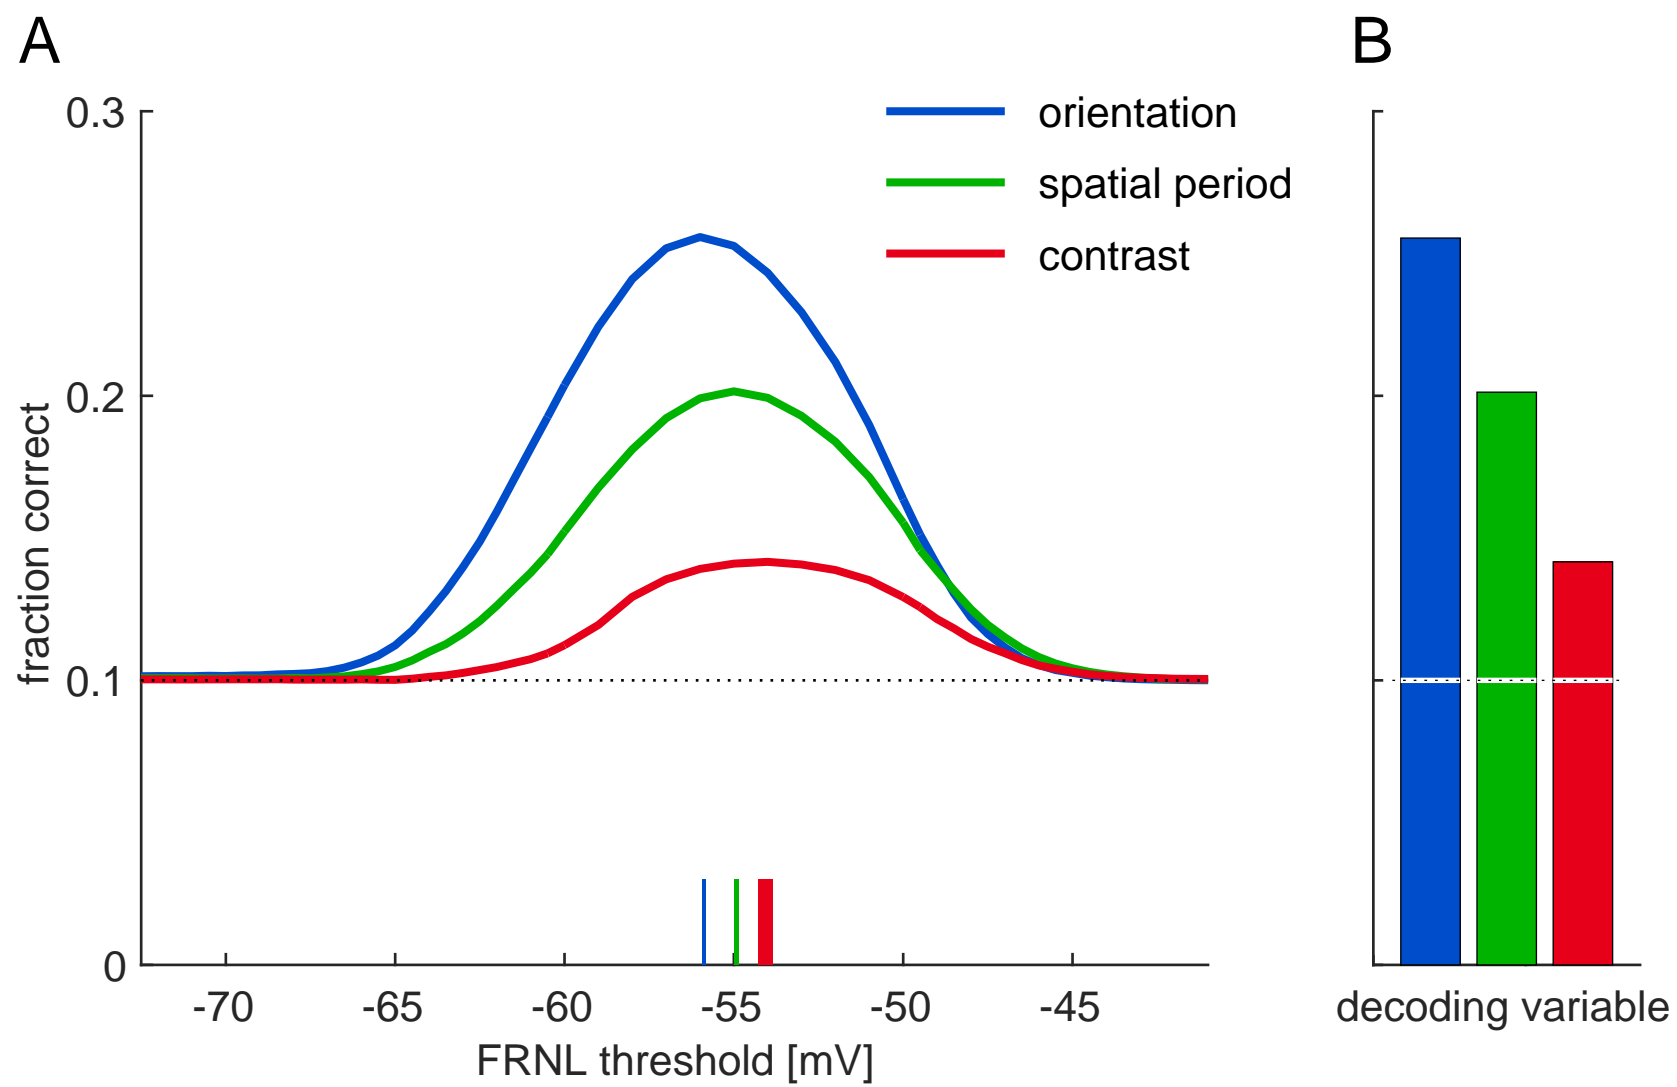 A
B
0.3
0.2
0.1
0
fraction correct
orientation
spatial period
contrast
-70
-65
-60
-55
-50
-45
FRNL threshold [mV]
decoding variable